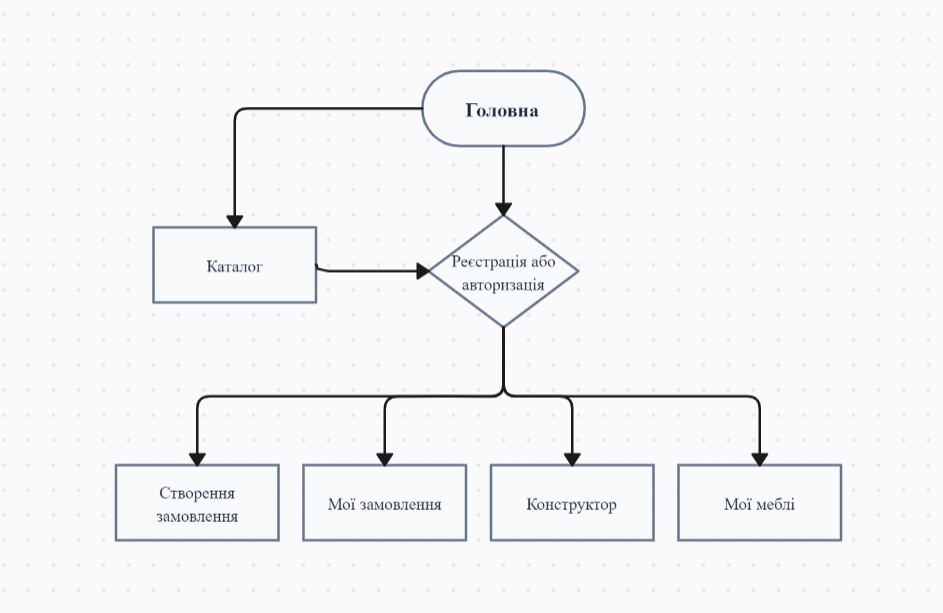 Головна
Каталог
Реєстрація або
авторизація
Створення
замовлення
Мої замовлення
Конструктор
Мої меблі